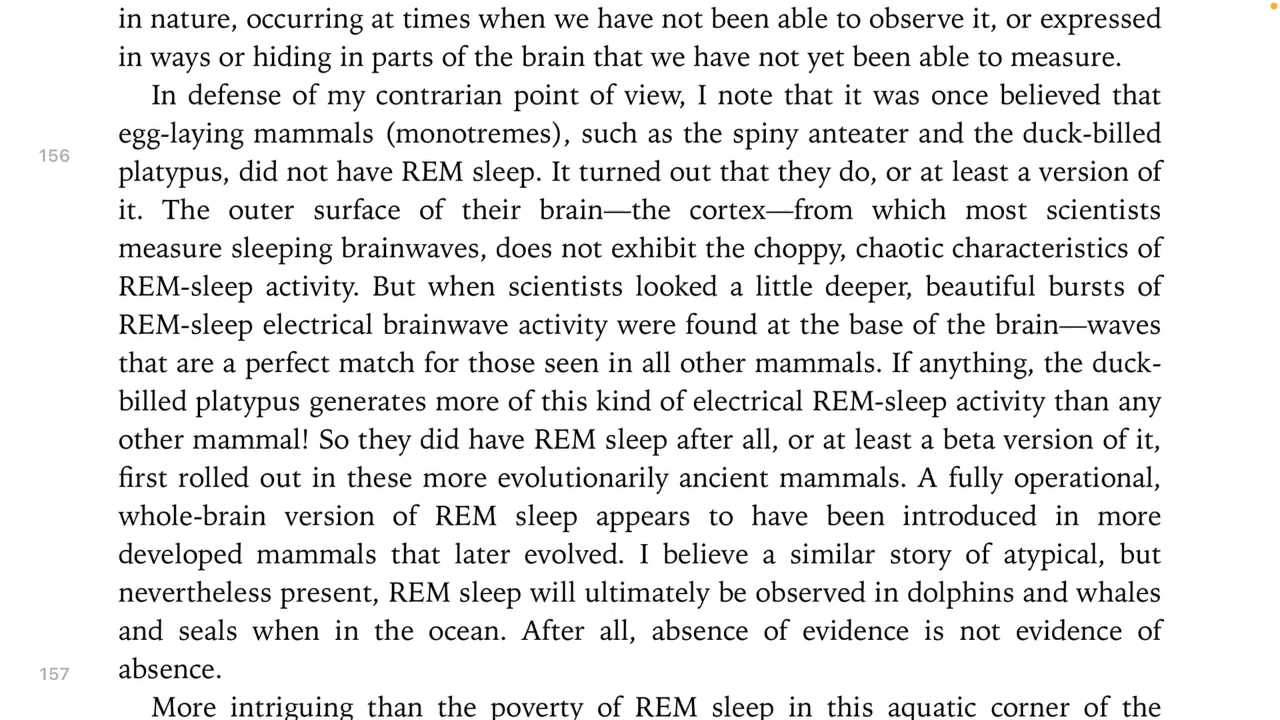 in nature, occurring at times when we have not been able to observe it, or expressed
in ways or hiding in parts of the brain that we have not yet been able to measure.
In defense of my contrarian point of view, I note that it was once believed that
egg-laying mammals (monotremes), such as the spiny anteater and the duck-billed
156
platypus, did not have REM sleep. It turned out that they do, or at least a version of
it. The outer surface of their brain—the cortex—from which most scientists
measure sleeping brainwaves, does not exhibit the choppy, chaotic characteristics of
REM-sleep activity. But when scientists looked a little deeper, beautiful bursts of
REM-sleep electrical brainwave activity were found at the base of the brain—waves
that are a perfect match for those seen in all other mammals. If anything, the duck-
billed platypus generates more of this kind of electrical REM-sleep activity than any
other mammal! So they did have REM sleep after all, or at least a beta version of it,
first rolled out in these more evolutionarily ancient mammals. A fully operational,
whole-brain version of REM sleep appears to have been introduced in more
developed mammals that later evolved. I believe a similar story of atypical, but
nevertheless present, REM sleep will ultimately be observed in dolphins and whales
and seals when in the ocean. After all, absence of evidence is not evidence of
157
absence.
More intriguing than the poverty of REM sleep in this aquatic corner of the